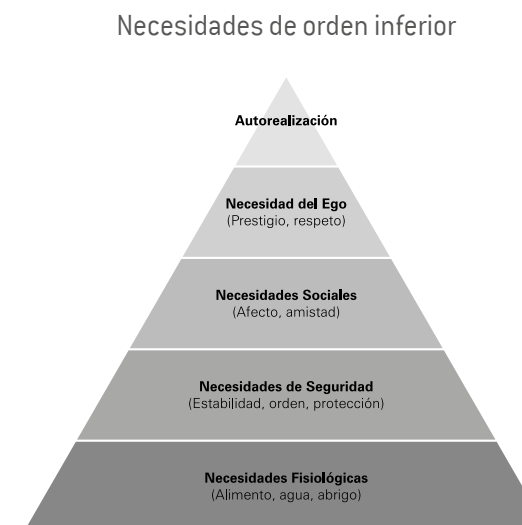 Necesidades de orden inferior
Autorealización
Necesidad del Ego
(Prestigio, respeto)
Necesidades Sociales
(Afecto, amistad)
Necesidades de Seguridad
(Estabilidad, orden, protección)
Necesidades Fisiológicas
(Alimento, agua, abrigo)